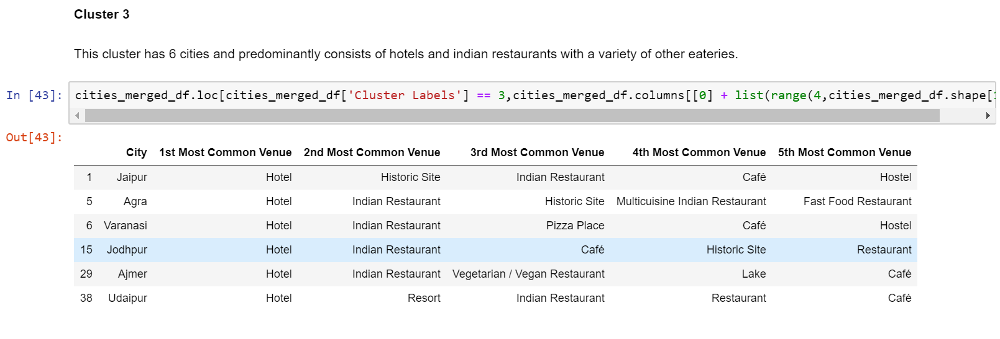 Cluster 3
This cluster has 6 cities and predominantly consists of hotels and indian restaurants with a variety of other eateries.
In [43]: cities_merged_df.loc[cities_merged_df['Cluster Labels'] == 3,cities_merged_df.columns[[0] + list(range(4,cities_merged_df.shape[
Out[43]:
City 1st Most Common Venue 2nd Most Common Venue 3rd Most Common Venue 4th Most Common Venue 5th Most Common Venue
1 Jaipur Hotel Historic Site Indian Restaurant Café Hostel
5 Agra Hotel Indian Restaurant Historic Site Multicuisine Indian Restaurant Fast Food Restaurant
6 Varanasi Hotel Indian Restaurant Pizza Place Café Hostel
15 Jodhpur Hotel Indian Restaurant Café Historic Site Restaurant
29 Ajmer Hotel Indian Restaurant Vegetarian / Vegan Restaurant Lake Café
38 Udaipur Hotel Resort Indian Restaurant Restaurant Café